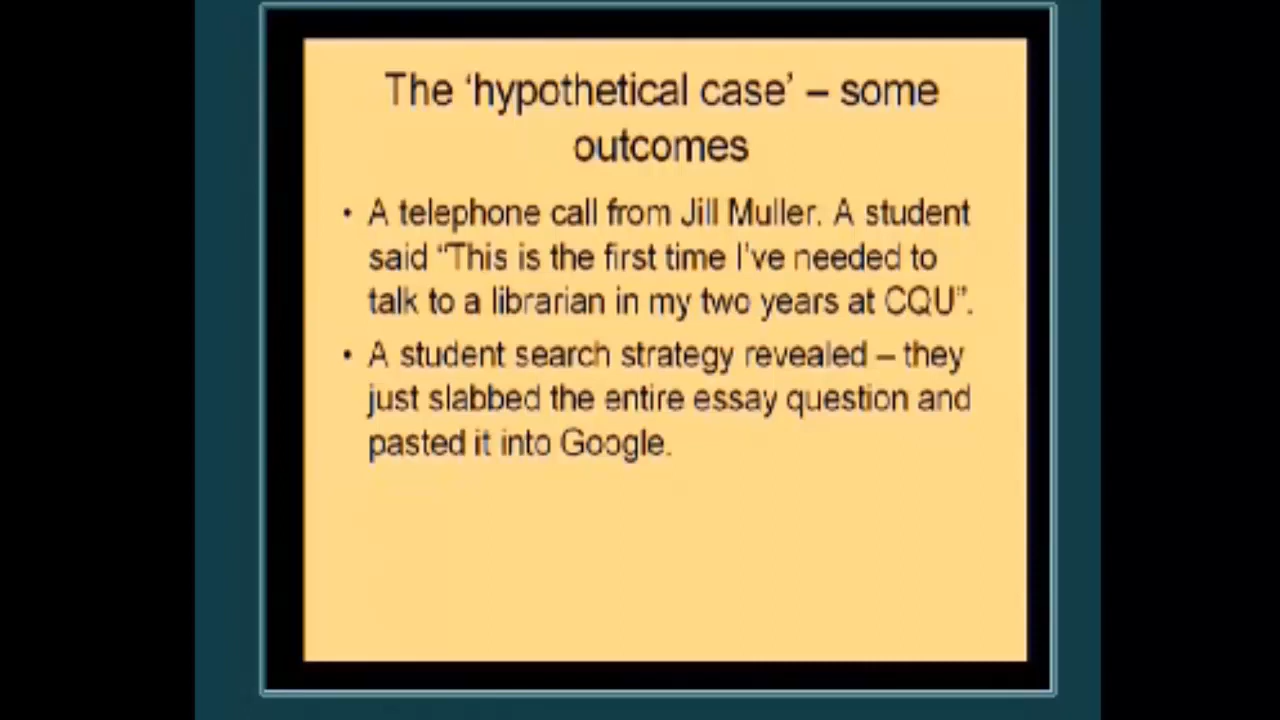 The ‘hypothetical case’ – some
outcomes
• A telephone call from Jill Muller. A student
said “This is the first time I’ve needed to
talk to a librarian in my two years at CQU”.
• A student search strategy revealed – they
just slabbed the entire essay question and
pasted it into Google.